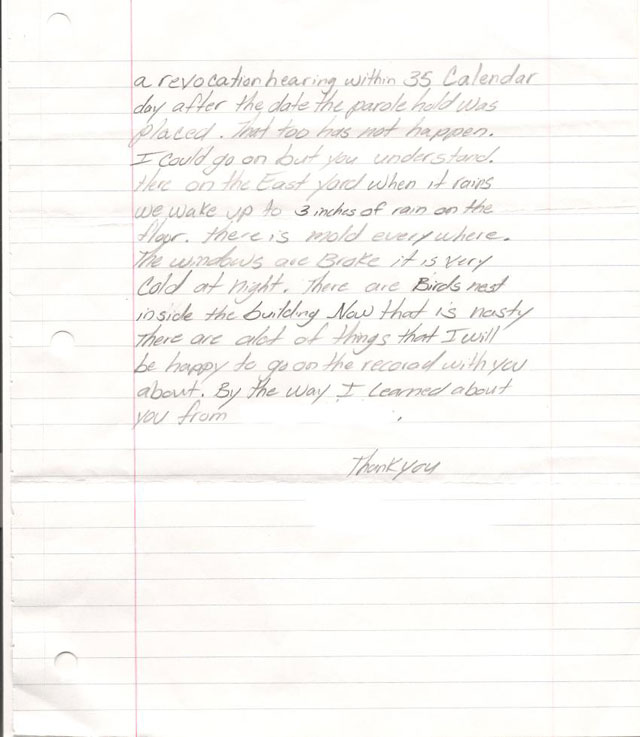 a revocation hearing within 35 Calendar
day after the date the parole hold was
placed. That too has not happen.
I could go on but you understand.
Here on the East yard when it rains
we wake up to 3 inches of rain on the
floor. there is mold everywhere.
The windows are Broke it is very
Cold at night. There are Birds nest
inside the building Now that is nasty
There are alot of things that I will
be happy to go on the recorad with you
about. By the way I Learned about
you from .
Thank you